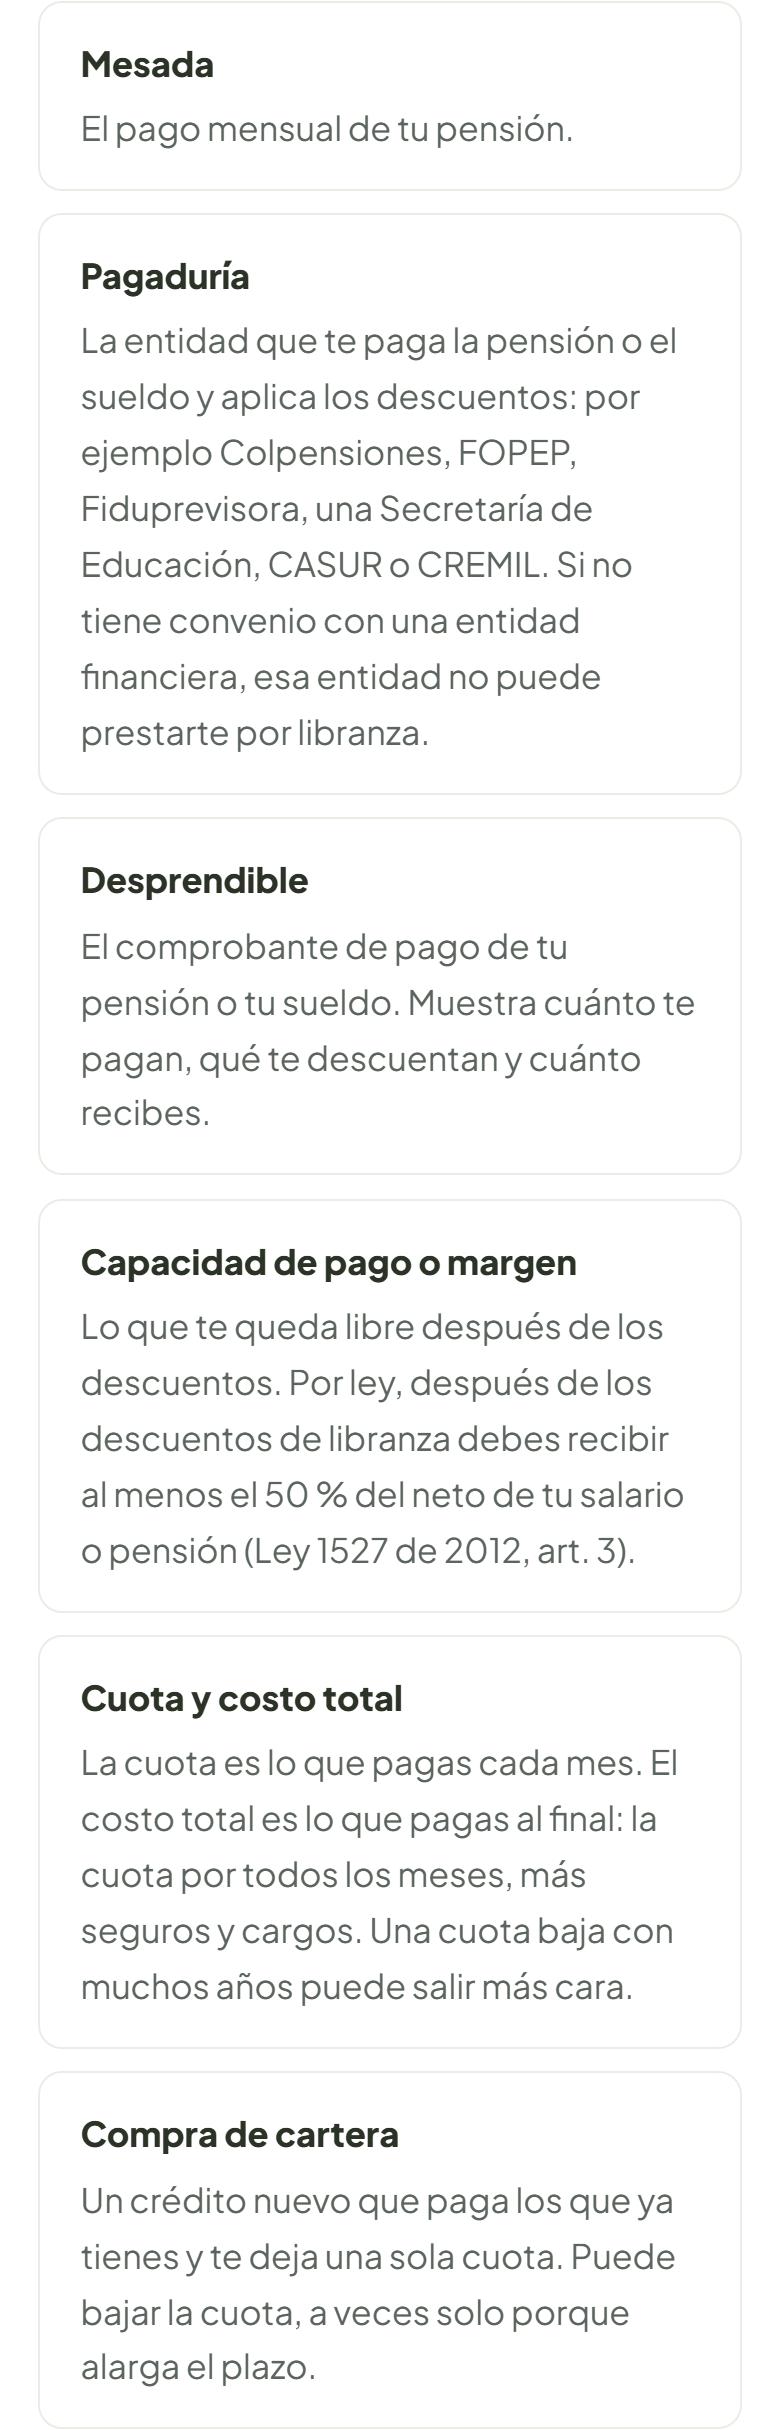 Mesada
El pago mensual de tu pensión.
Pagaduría
La entidad que te paga la pensión o el
sueldo y aplica los descuentos: por
ejemplo Colpensiones, FOPEP,
Fiduprevisora, una Secretaría de
Educación, CASUR o CREMIL. Si no
tiene convenio con una entidad
financiera, esa entidad no puede
prestarte por libranza.
Desprendible
El comprobante de pago de tu
pensión o tu sueldo. Muestra cuánto te
pagan, qué te descuentan y cuánto
recibes.
Capacidad de pago o margen
Lo que te queda libre después de los
descuentos. Por ley, después de los
descuentos de libranza debes recibir
al menos el 50 % del neto de tu salario
o pensión (Ley 1527 de 2012, art. 3).
Cuota y costo total
La cuota es lo que pagas cada mes. El
costo total es lo que pagas al final: la
cuota por todos los meses, más
seguros y cargos. Una cuota baja con
muchos años puede salir más cara.
Compra de cartera
Un crédito nuevo que paga los que ya
tienes y te deja una sola cuota. Puede
bajar la cuota, a veces solo porque
alarga el plazo.